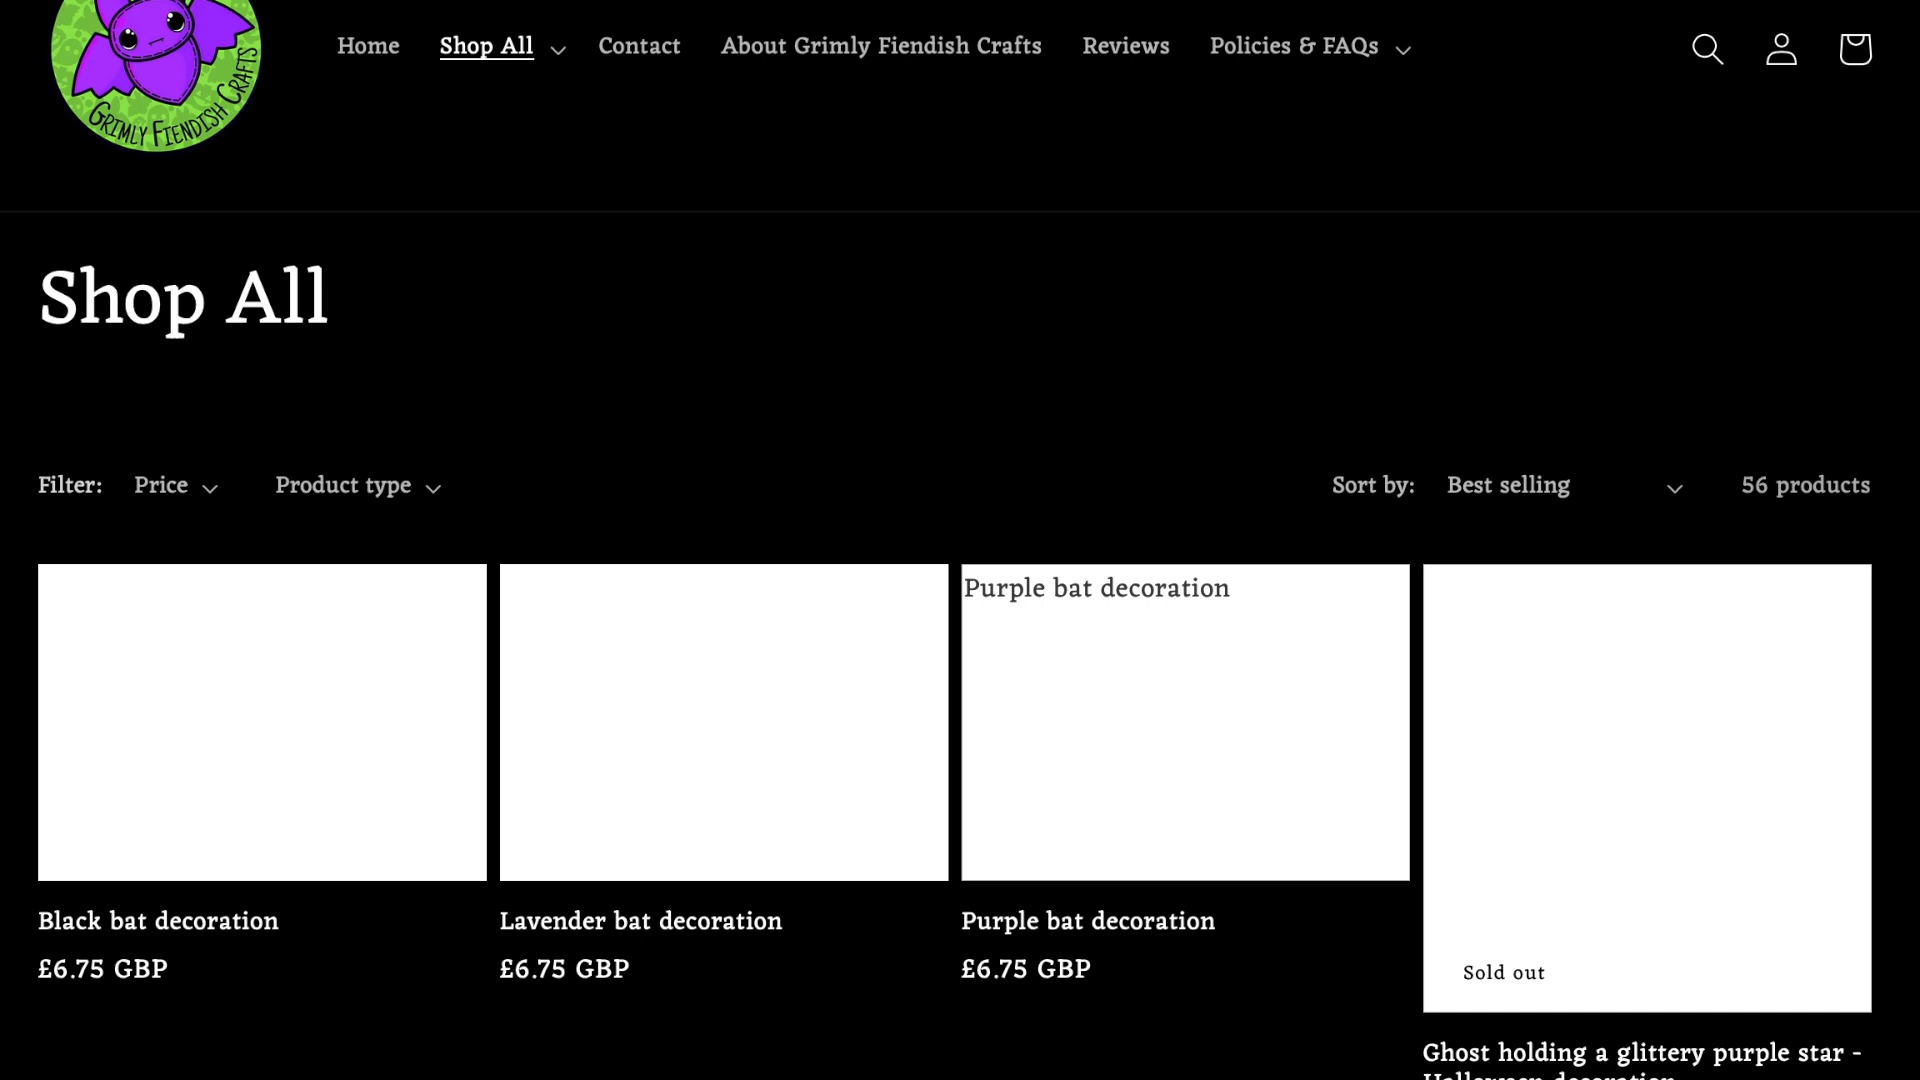 GRIMLY FIENDISH CRAFTS
Home
Shop All
Contact
About Grimly Fiendish Crafts
Reviews
Policies & FAQs
Shop All
Filter:
Price
Product type
Sort by:
Best selling
56 products
Purple bat decoration
Sold out
Black bat decoration
£6.75 GBP
Lavender bat decoration
£6.75 GBP
Purple bat decoration
£6.75 GBP
Ghost holding a glittery purple star -
Halloween decoration